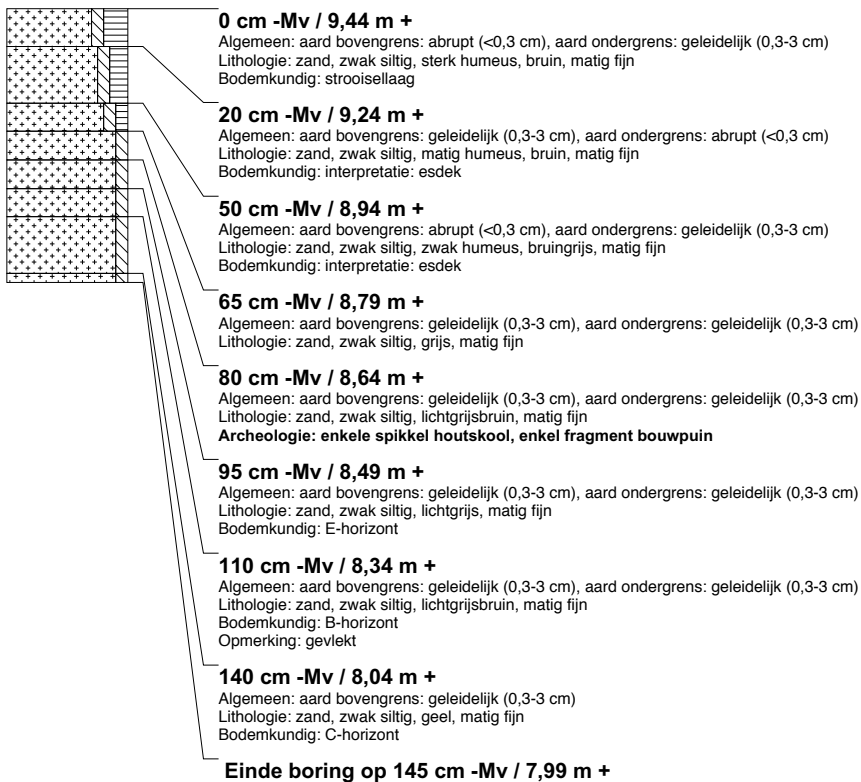 0 cm -Mv / 9,44 m +
Algemeen: aard bovengrens: abrupt (<0,3 cm), aard ondergrens: geleidelijk (0,3-3 cm)
Lithologie: zand, zwak siltig, sterk humeus, bruin, matig fijn
Bodemkundig: strooisellaag
20 cm -Mv / 9,24 m +
Algemeen: aard bovengrens: geleidelijk (0,3-3 cm), aard ondergrens: abrupt (<0,3 cm)
Lithologie: zand, zwak siltig, matig humeus, bruin, matig fijn
Bodemkundig: interpretatie: esdek
50 cm -Mv / 8,94 m +
Algemeen: aard bovengrens: abrupt (<0,3 cm), aard ondergrens: geleidelijk (0,3-3 cm)
Lithologie: zand, zwak siltig, zwak humeus, bruingrijs, matig fijn
Bodemkundig: interpretatie: esdek
65 cm -Mv / 8,79 m +
Algemeen: aard bovengrens: geleidelijk (0,3-3 cm), aard ondergrens: geleidelijk (0,3-3 cm)
Lithologie: zand, zwak siltig, grijs, matig fijn
80 cm -Mv / 8,64 m +
Algemeen: aard bovengrens: geleidelijk (0,3-3 cm), aard ondergrens: geleidelijk (0,3-3 cm)
Lithologie: zand, zwak siltig, lichtgrijsbruin, matig fijn
Archeologie: enkele spikkel houtskool, enkel fragment bouwpuin
95 cm -Mv / 8,49 m +
Algemeen: aard bovengrens: geleidelijk (0,3-3 cm), aard ondergrens: geleidelijk (0,3-3 cm)
Lithologie: zand, zwak siltig, lichtgrijs, matig fijn
Bodemkundig: E-horizont
110 cm -Mv / 8,34 m +
Algemeen: aard bovengrens: geleidelijk (0,3-3 cm), aard ondergrens: geleidelijk (0,3-3 cm)
Lithologie: zand, zwak siltig, lichtgrijsbruin, matig fijn
Bodemkundig: B-horizont
Opmerking: gevlekt
140 cm -Mv / 8,04 m +
Algemeen: aard bovengrens: geleidelijk (0,3-3 cm)
Lithologie: zand, zwak siltig, geel, matig fijn
Bodemkundig: C-horizont
Einde boring op 145 cm -Mv / 7,99 m +